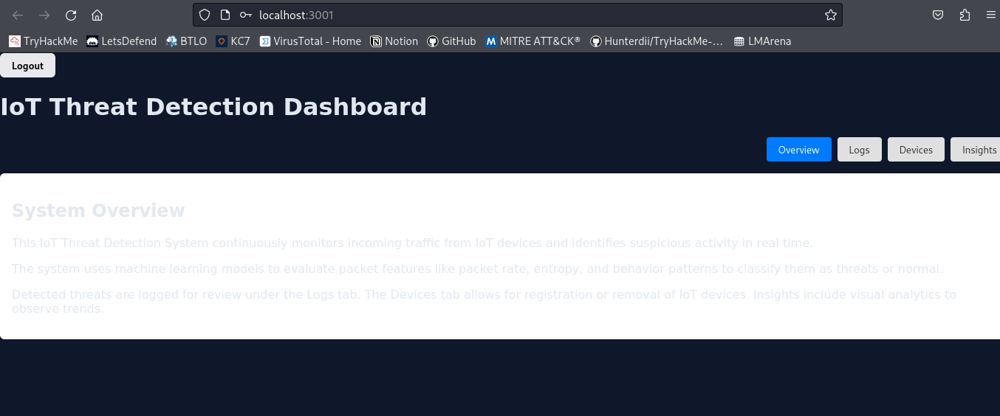 localhost:3001
TryHackMe LetsDefend BTLO KC7 VirusTotal - Home Notion GitHub MITRE ATT&CK® Hunterdii/TryHackMe-... LMArena
Logout
IoT Threat Detection Dashboard
Overview Logs Devices Insights
System Overview
This IoT Threat Detection System continuously monitors incoming traffic from IoT devices and identifies suspicious activity in real time.
The system uses machine learning models to evaluate packet features like packet rate, entropy, and behavior patterns to classify them as threats or normal.
Detected threats are logged for review under the Logs tab. The Devices tab allows for registration or removal of IoT devices. Insights include visual analytics to
observe trends.